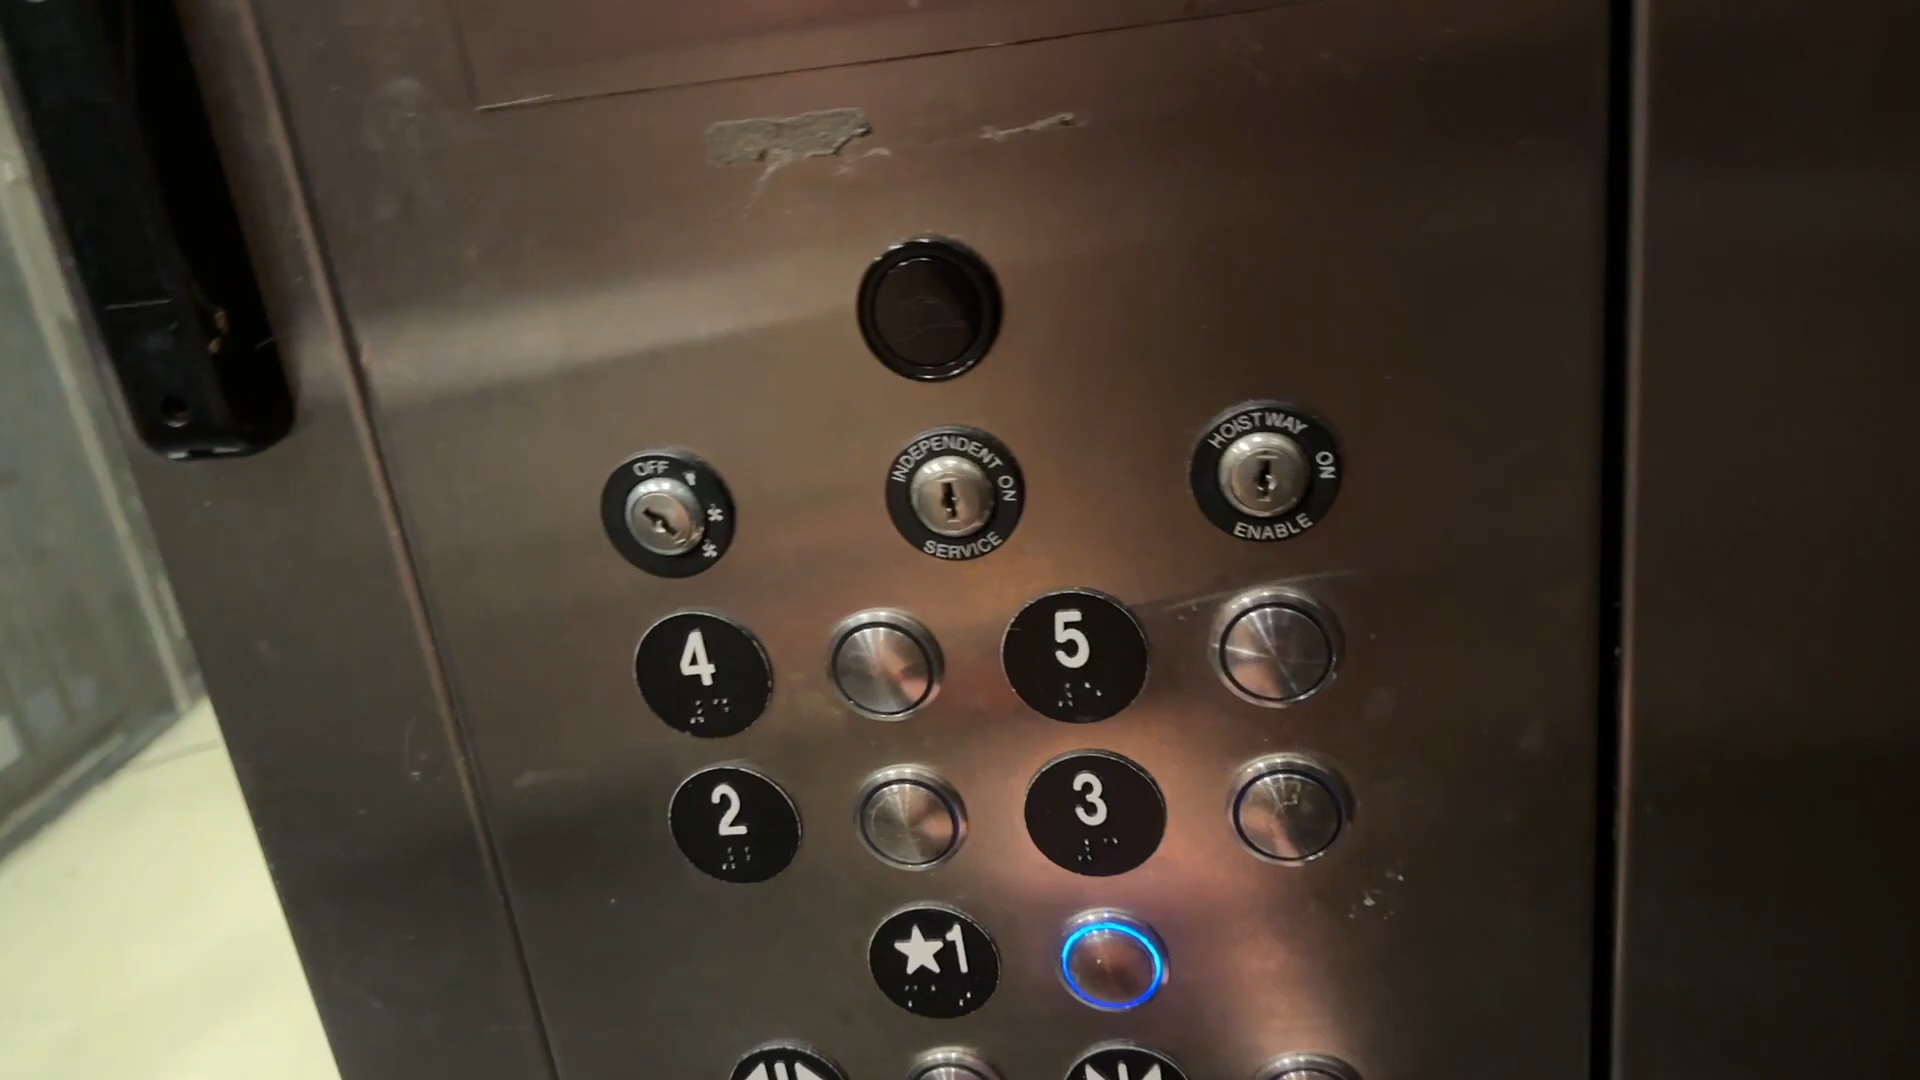 OFF
INDEPENDENT ON
SERVICE
HOISTWAY ON
ENABLE
4
5
2
3
★1